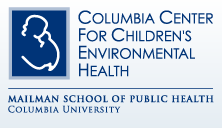 COLUMBIA CENTER
FOR CHILDREN'S
ENVIRONMENTAL
HEALTH
MAILMAN SCHOOL OF PUBLIC HEALTH
COLUMBIA UNIVERSITY